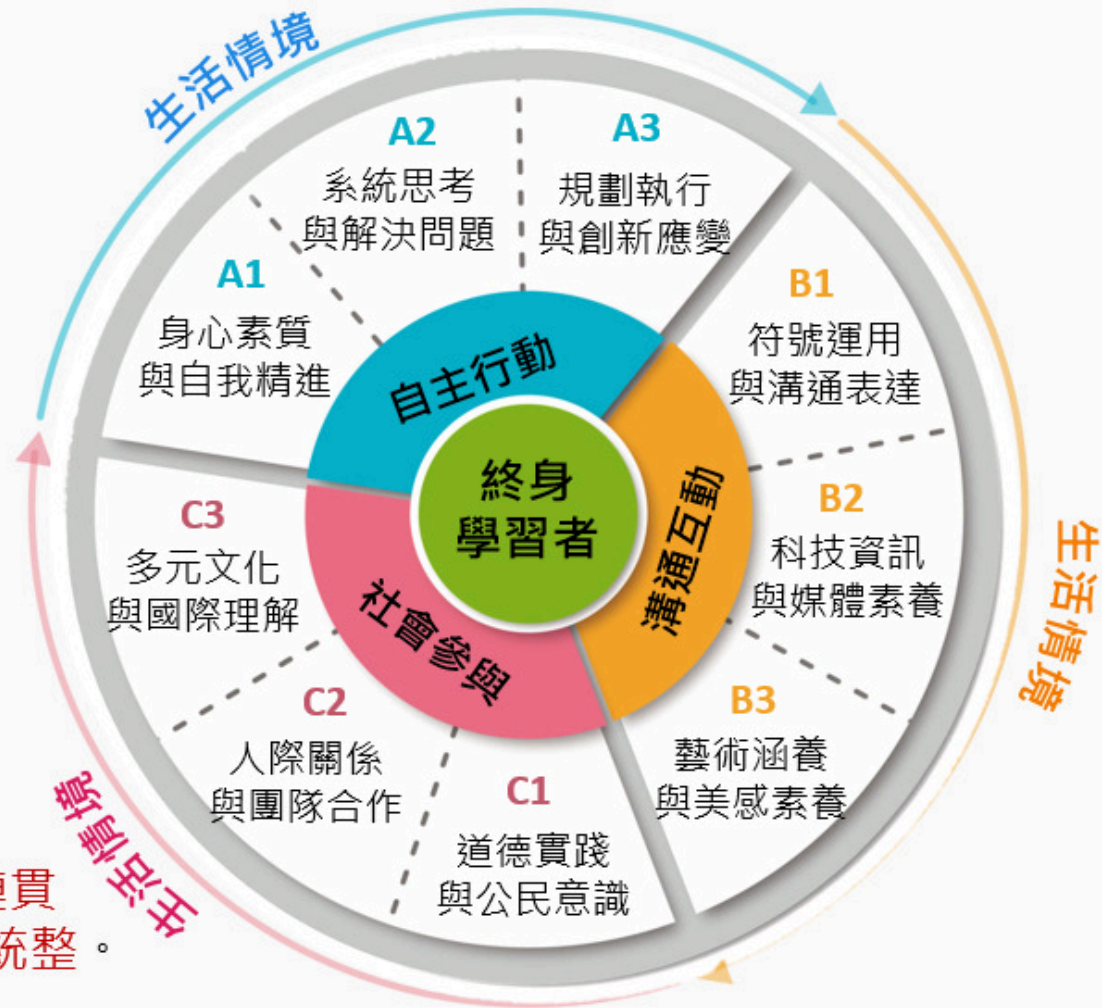 生活情境
A1
身心素質
與自我精進
A2
系統思考
與解決問題
A3
規劃執行
與創新應變
B1
符號運用
與溝通表達
B2
科技資訊
與媒體素養
B3
藝術涵養
與美感素養
C1
道德實踐
與公民意識
C2
人際關係
與團隊合作
C3
多元文化
與國際理解
自主行動
溝通互動
社會參與
終身
學習者
生活情境
生活情境
貫
統整。